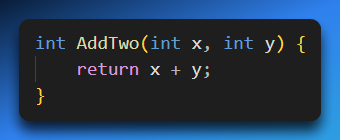 int AddTwo(int x, int y) {
    return x + y;
}